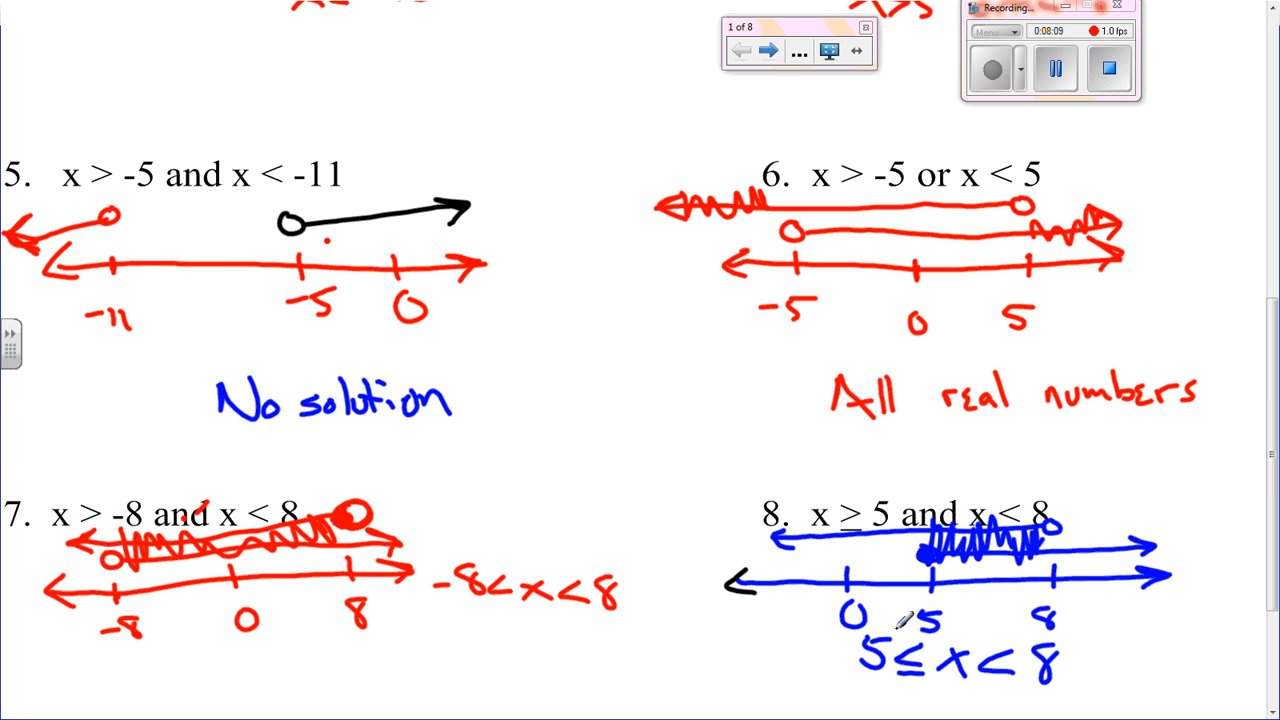 Recording...
1 of 8
Menu
0:08:09
1.0 fps
5. x > -5 and x < -11
-11
-5
0
No solution
6. x > -5 or x < 5
-5
0
5
All real numbers
7. x > -8 and x < 8
-8
0
8
-8 < x < 8
8. x ≥ 5 and x < 8
0
5
8
5 ≤ x < 8